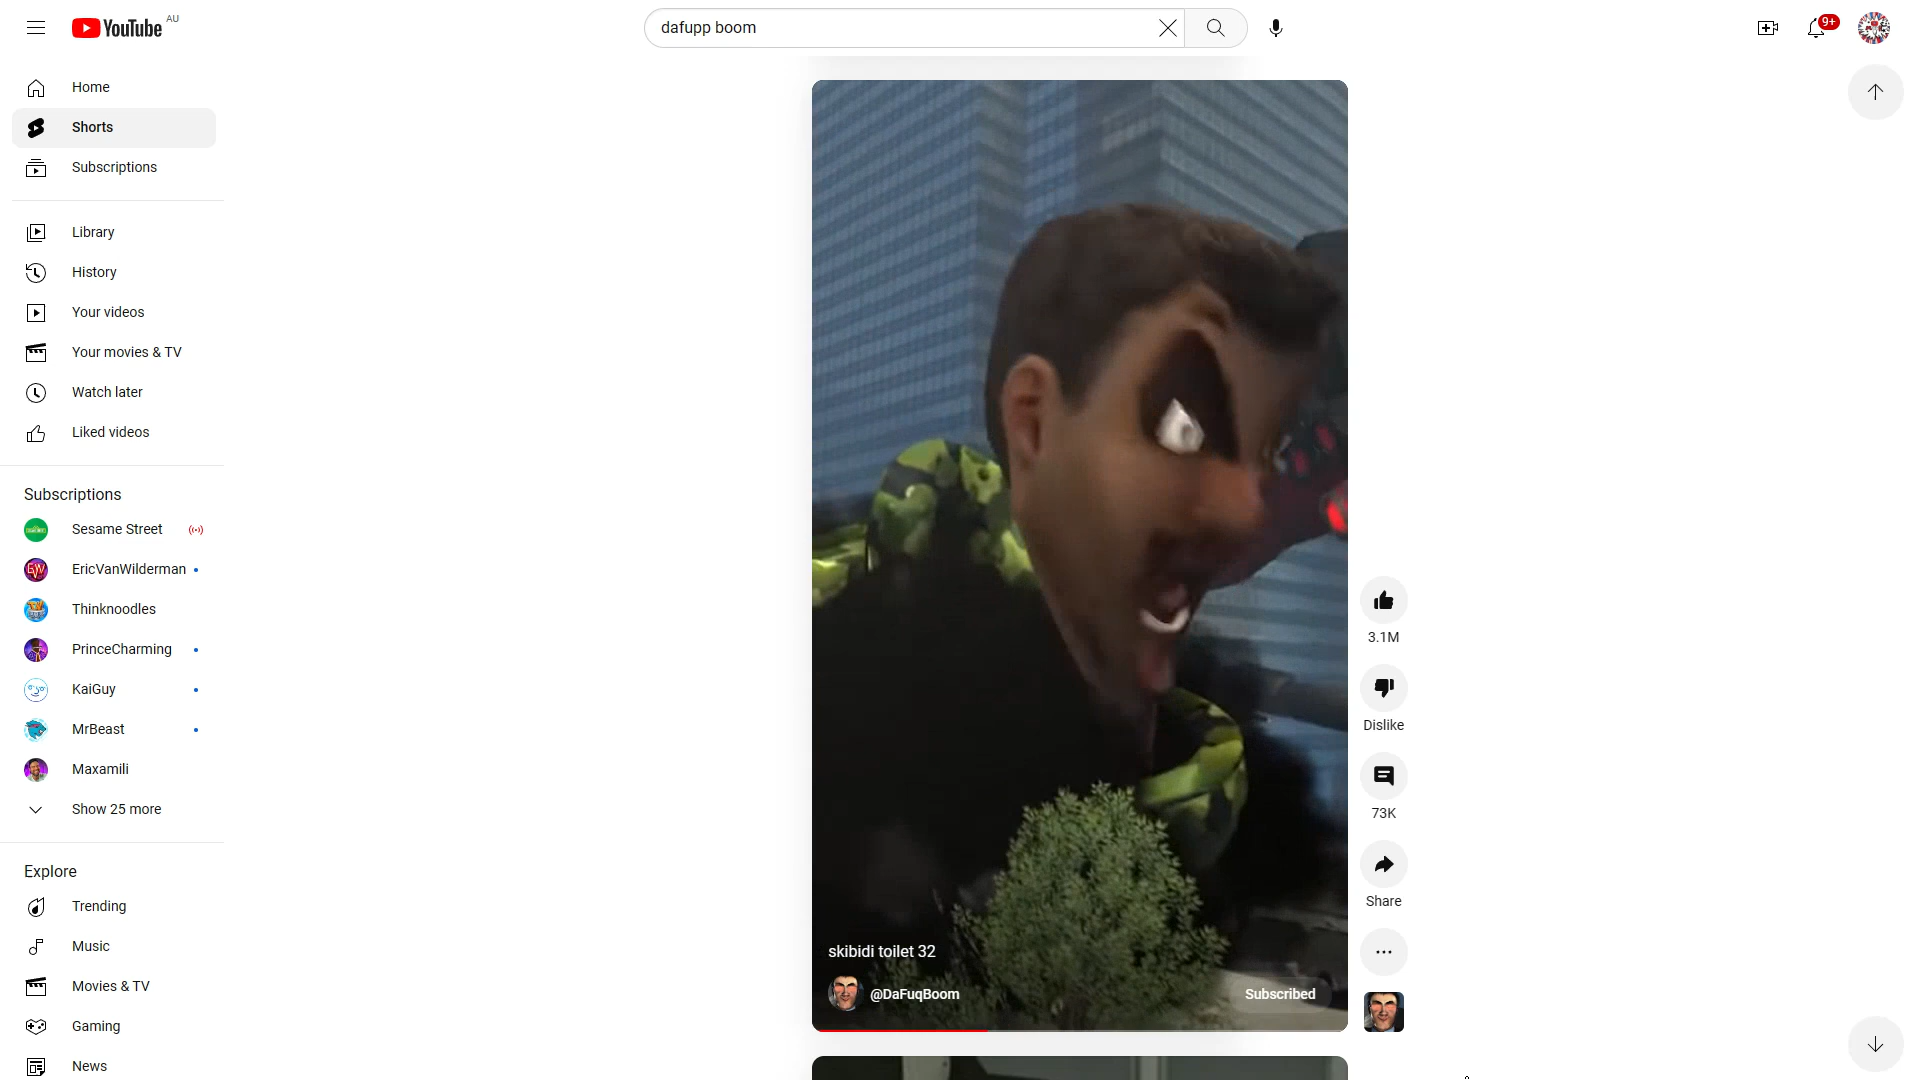 YouTube AU
dafupp boom
9+
Home
Shorts
Subscriptions
Library
History
Your videos
Your movies & TV
Watch later
Liked videos
Subscriptions
Sesame Street
EricVanWilderman
Thinknoodles
PrinceCharming
KaiGuy
MrBeast
Maxamili
Show 25 more
Explore
Trending
Music
Movies & TV
Gaming
News
skibidi toilet 32
@DaFuqBoom
Subscribed
3.1M
Dislike
73K
Share